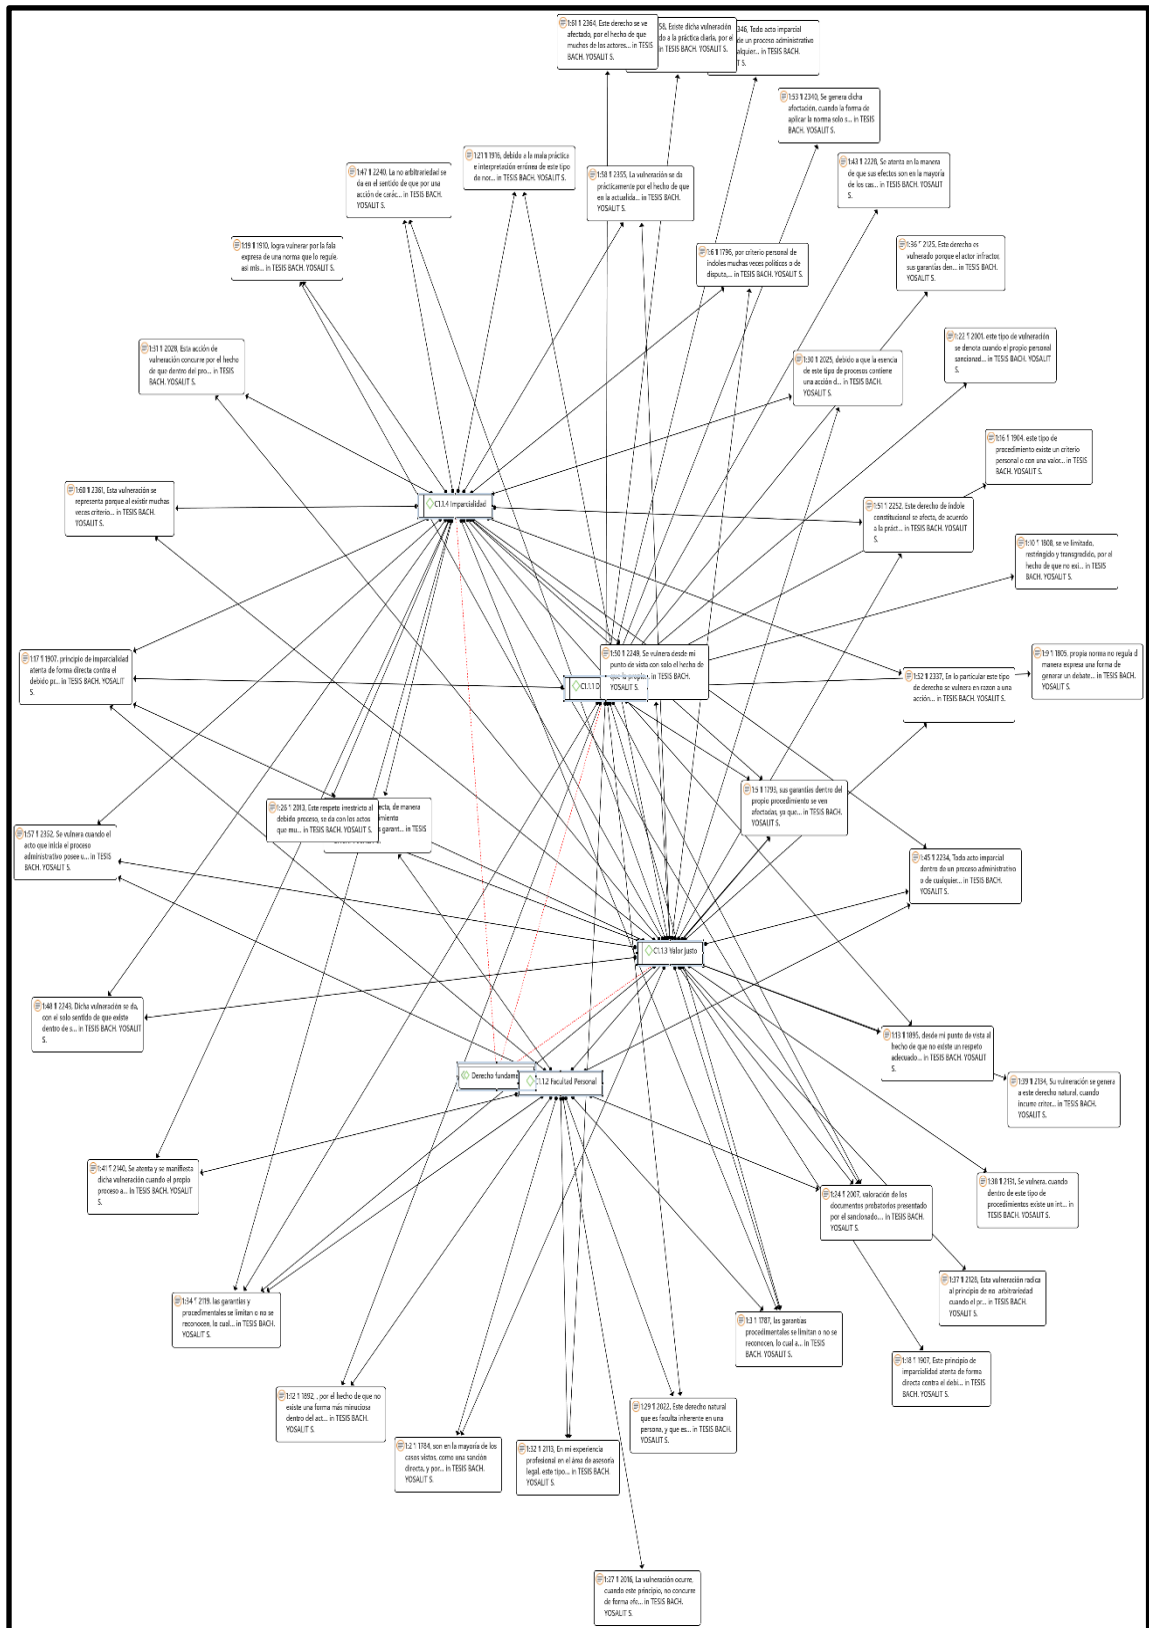 1:61 ¶ 2364, Este derecho se ve
afectado, por el hecho de que
muchos de los actores... in TESIS
BACH. YOSALIT S.
58, Existe dicha vulneración
do a la práctica diaria, por el
346, Todo acto imparcial
de un proceso administrativo
alquier... in TESIS BACH.
T S.
1:53 ¶ 2340, Se genera dicha
afectación, cuando la forma de
aplicar la norma solo s... in TESIS
BACH. YOSALIT S.
1:21 ¶ 1916, debido a la mala práctica
e interpretación errónea de este tipo
de nor... in TESIS BACH. YOSALIT S.
1:47 ¶ 2240, La no arbitrariedad se
da en el sentido de que por una
acción de carác... in TESIS BACH.
YOSALIT S.
1:58 ¶ 2355, La vulneración se da
prácticamente por el hecho de que
en la actualida... in TESIS BACH.
YOSALIT S.
1:43 ¶ 2228, Se atenta en la manera
de que sus efectos son en la mayoría
de los cas... in TESIS BACH. YOSALIT
S.
1:19 ¶ 1910, logra vulnerar por la fala
expresa de una norma que lo regule,
asi mis... in TESIS BACH. YOSALIT S.
1:6 ¶ 1796, por criterio personal de
indoles muchas veces políticos o de
disputa,... in TESIS BACH. YOSALIT S.
1:36 ¶ 2125, Este derecho es
vulnerado porque el actor infractor,
sus garantías den... in TESIS BACH.
YOSALIT S.
1:31 ¶ 2028, Esta acción de
vulneración concurre por el hecho
de que dentro del pro... in TESIS
BACH. YOSALIT S.
1:30 ¶ 2025, debido a que la esencia
de este tipo de procesos contiene
una acción d... in TESIS BACH.
YOSALIT S.
1:22 ¶ 2001, este tipo de vulneración
se denota cuando el propio personal
sancionad... in TESIS BACH. YOSALIT
S.
1:16 ¶ 1904, este tipo de
procedimiento existe un criterio
personal o con una valor... in TESIS
BACH. YOSALIT S.
1:60 ¶ 2361, Esta vulneración se
representa porque al existir muchas
veces criterio... in TESIS BACH.
YOSALIT S.
C1.1.4 Imparcialidad
1:51 ¶ 2252, Este derecho de indole
constitucional se afecta, de acuerdo
a la práct... in TESIS BACH.
YOSALIT S.
1:10 ¶ 1808, se ve limitado,
restringido y transgredido, por el
hecho de que no exi... in TESIS
BACH. YOSALIT S.
1:17 ¶ 1907, principio de imparcialidad
atenta de forma directa contra el
debido pr... in TESIS BACH. YOSALIT
S.
1:50 ¶ 2249, Se vulnera desde mi
punto de vista con solo el hecho de
in TESIS BACH.
YOSALIT S.
C1.1.1 D
1:52 ¶ 2337, En lo particular este tipo
de derecho se vulnera en razon a una
acción... in TESIS BACH. YOSALIT S.
1:9 ¶ 1805, propia norma no regula d
manera expresa una forma de
generar un debate... in TESIS BACH.
YOSALIT S.
1:26 ¶ 2013, Este respeto irrestricto al
debido proceso, se da con los actos
que mu... in TESIS BACH. YOSALIT S.
ecta, de manera
imiento
s garant... in TESIS
1:5 ¶ 1793, sus garantías dentro del
propio procedimiento se ven
afectadas, ya que... in TESIS BACH.
YOSALIT S.
1:57 ¶ 2352, Se vulnera cuando el
acto que inicia el proceso
administrativo posee u... in TESIS
BACH. YOSALIT S.
1:45 ¶ 2234, Todo acto imparcial
dentro de un proceso administrativo
o de cualquier... in TESIS BACH.
YOSALIT S.
C1.1.3 Valor Justo
1:48 ¶ 2243, Dicha vulneración se da,
con el solo sentido de que existe
dentro de s... in TESIS BACH. YOSALIT
S.
1:13 ¶ 1895, desde mi punto de vista al
hecho de que no existe un respeto
adecuado... in TESIS BACH. YOSALIT
S.
Derecho fundame
C1.1.2 Facultad Personal
1:39 ¶ 2134, Su vulneración se genera
a este derecho natural, cuando
incurre criter... in TESIS BACH.
YOSALIT S.
1:41 ¶ 2140, Se atenta y se manifiesta
dicha vulneración cuando el propio
proceso a... in TESIS BACH. YOSALIT
S.
1:24 ¶ 2007, valoración de los
documentos probatorios presentado
por el sancionado... in TESIS BACH.
YOSALIT S.
1:38 ¶ 2131, Se vulnera, cuando
dentro de este tipo de
procedimientos existe un int... in
TESIS BACH. YOSALIT S.
1:34 ¶ 2119, las garantías y
procedimentales se limitan o no se
reconocen, lo cual... in TESIS BACH.
YOSALIT S.
1:37 ¶ 2128, Esta vulneración radica
al principio de no arbitrariedad
cuando el pr... in TESIS BACH.
YOSALIT S.
1:3 ¶ 1787, las garantías
procedimentales se limitan o no se
reconocen, lo cual a... in TESIS
BACH. YOSALIT S.
1:18 ¶ 1907, Este principio de
imparcialidad atenta de forma
directa contra el debi... in TESIS
BACH. YOSALIT S.
1:12 ¶ 1892, , por el hecho de que no
existe una forma más minuciosa
dentro del act... in TESIS BACH.
YOSALIT S.
1:29 ¶ 2022, Este derecho natural
que es faculta inherente en una
persona, y que es... in TESIS BACH.
YOSALIT S.
1:2 ¶ 1784, son en la mayoría de los
casos vistos, como una sanción
directa, y por... in TESIS BACH.
YOSALIT S.
1:32 ¶ 2113, En mi experiencia
profesional en el área de asesoría
legal, este tipo... in TESIS BACH.
YOSALIT S.
1:27 ¶ 2016, La vulneración ocurre,
cuando este principio, no concurre
de forma efe... in TESIS BACH.
YOSALIT S.